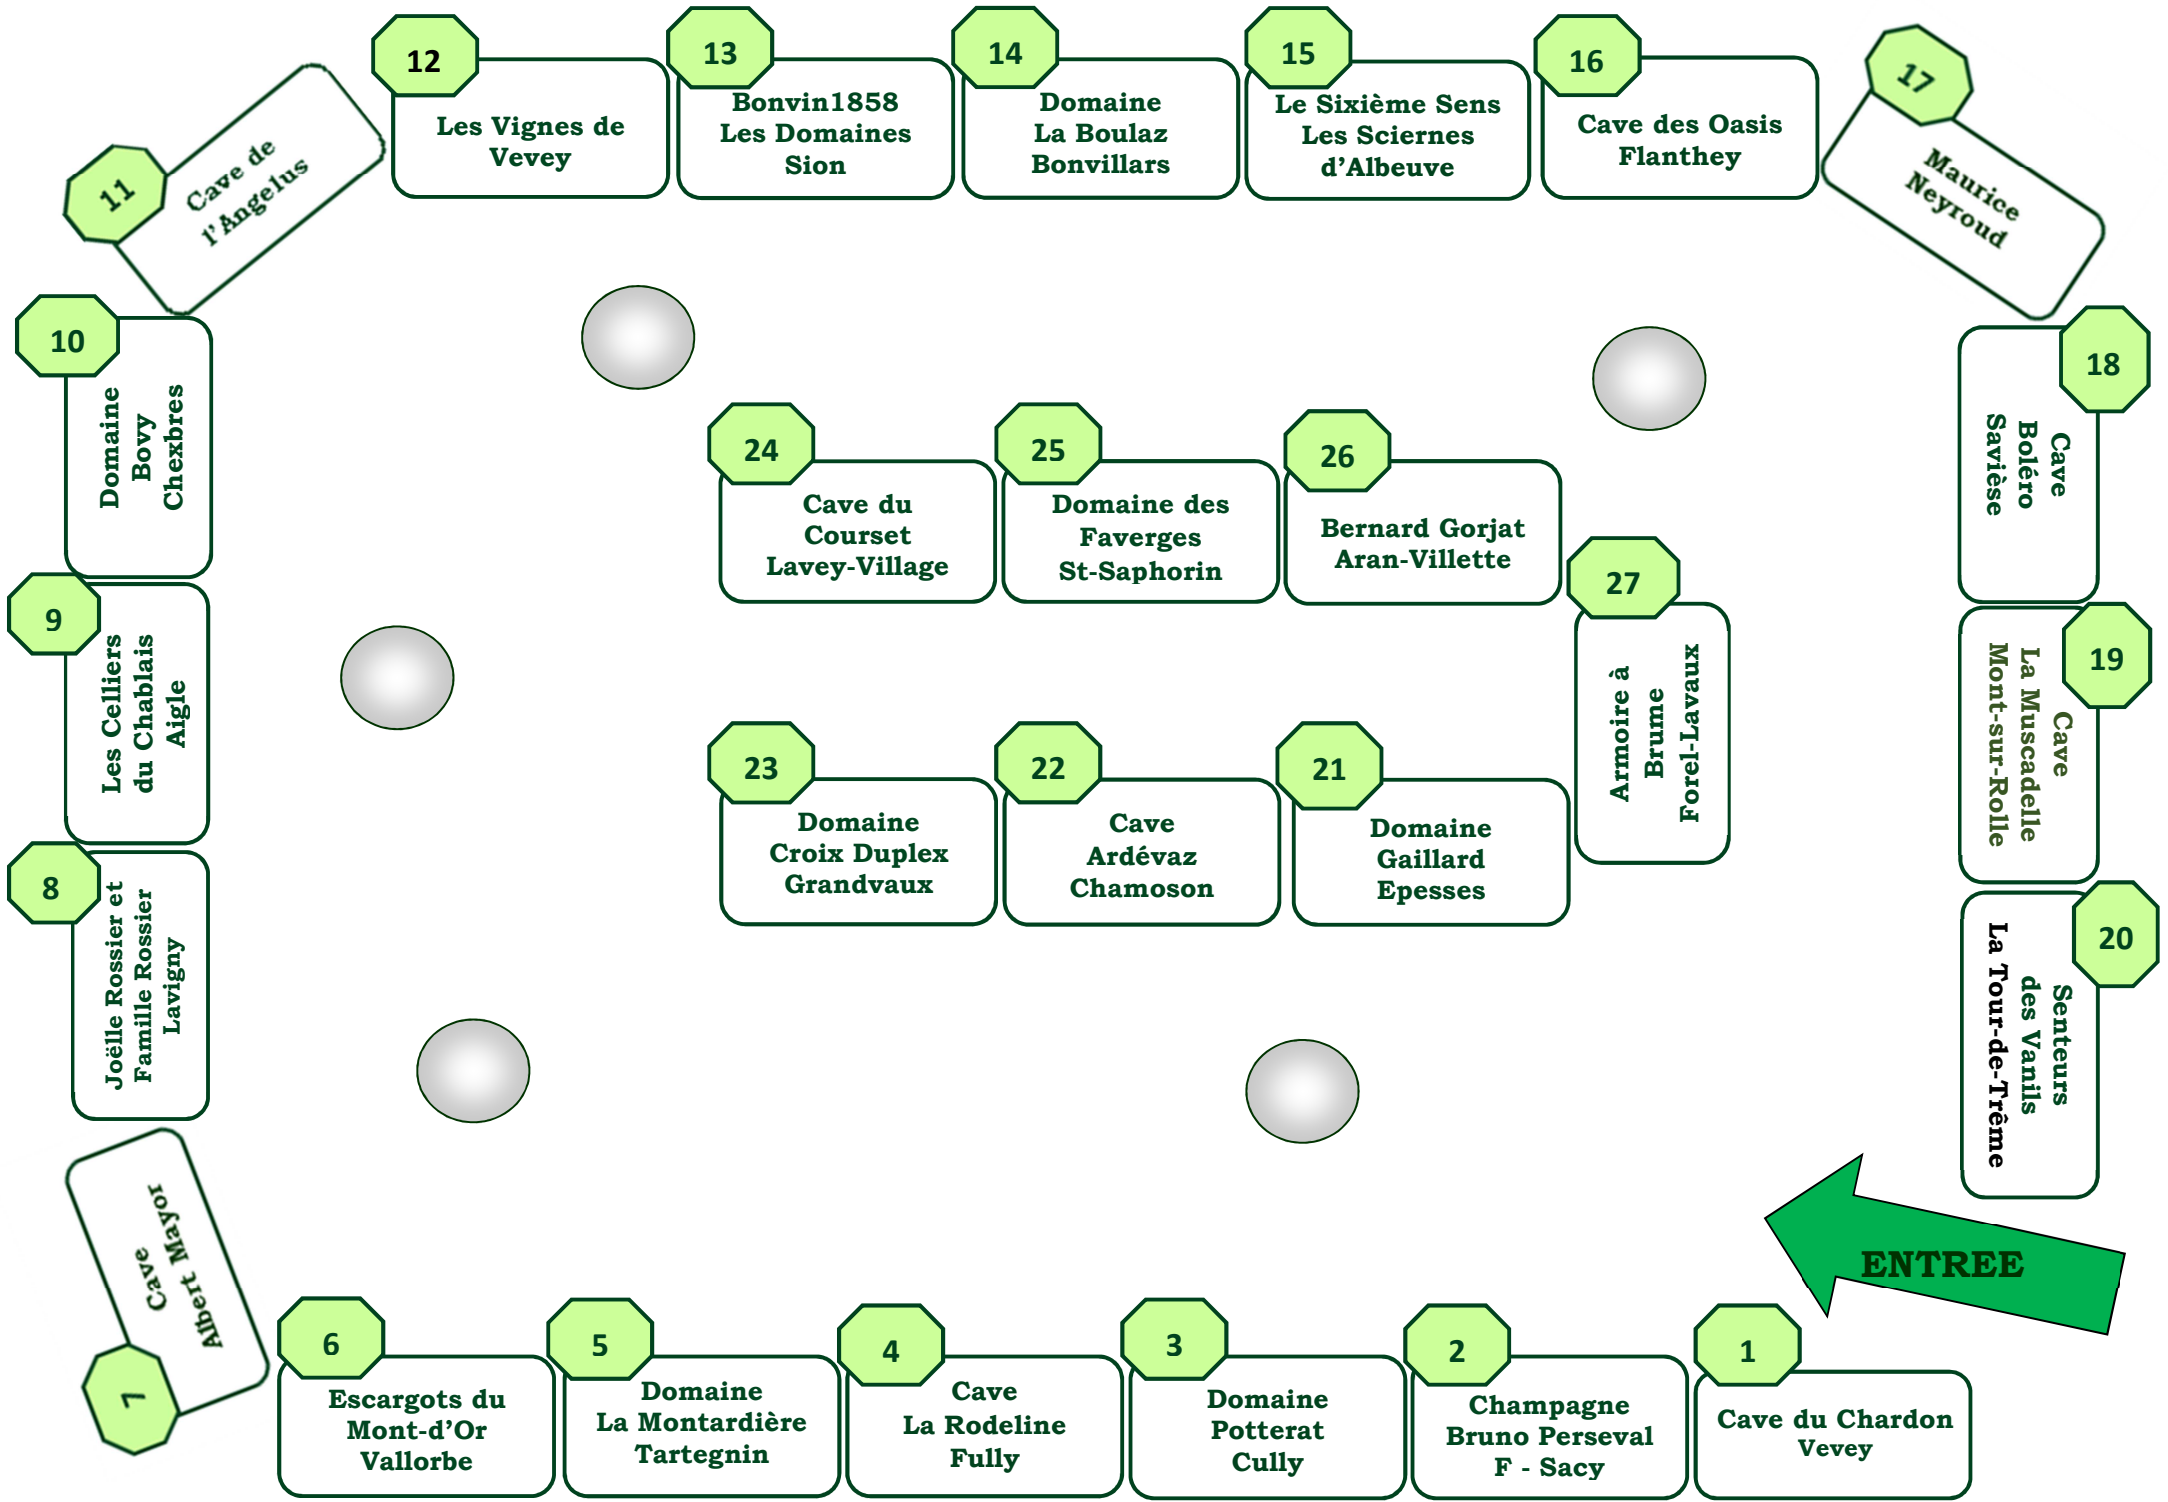 12
Les Vignes de
Vevey
13
Bonvin1858
Les Domaines
Sion
14
Domaine
La Boulaz
Bonvillars
15
Le Sixième Sens
Les Sciernes
d'Albeuve
16
Cave des Oasis
Flanthey
17
Maurice
Neyroud
11
Cave de
l'Angelus
10
Domaine
Bovy
Chexbres
18
Cave
Boléro
Savièse
24
Cave du
Courset
Lavey-Village
25
Domaine des
Faverges
St-Saphorin
26
Bernard Gorjat
Aran-Villette
27
Armoire à
Brume
Forel-Lavaux
9
Les Celliers
du Chablais
Aigle
19
Cave
La Muscadelle
Mont-sur-Rolle
23
Domaine
Croix Duplex
Grandvaux
22
Cave
Ardévaz
Chamoson
21
Domaine
Gaillard
Epesses
8
Joëlle Rossier et
Famille Rossier
Lavigny
20
Senteurs
des Vanils
La Tour-de-Trême
7
Cave
Albert Mayor
ENTREE
6
Escargots du
Mont-d'Or
Vallorbe
5
Domaine
La Montardière
Tartegnin
4
Cave
La Rodeline
Fully
3
Domaine
Potterat
Cully
2
Champagne
Bruno Perseval
F - Sacy
1
Cave du Chardon
Vevey